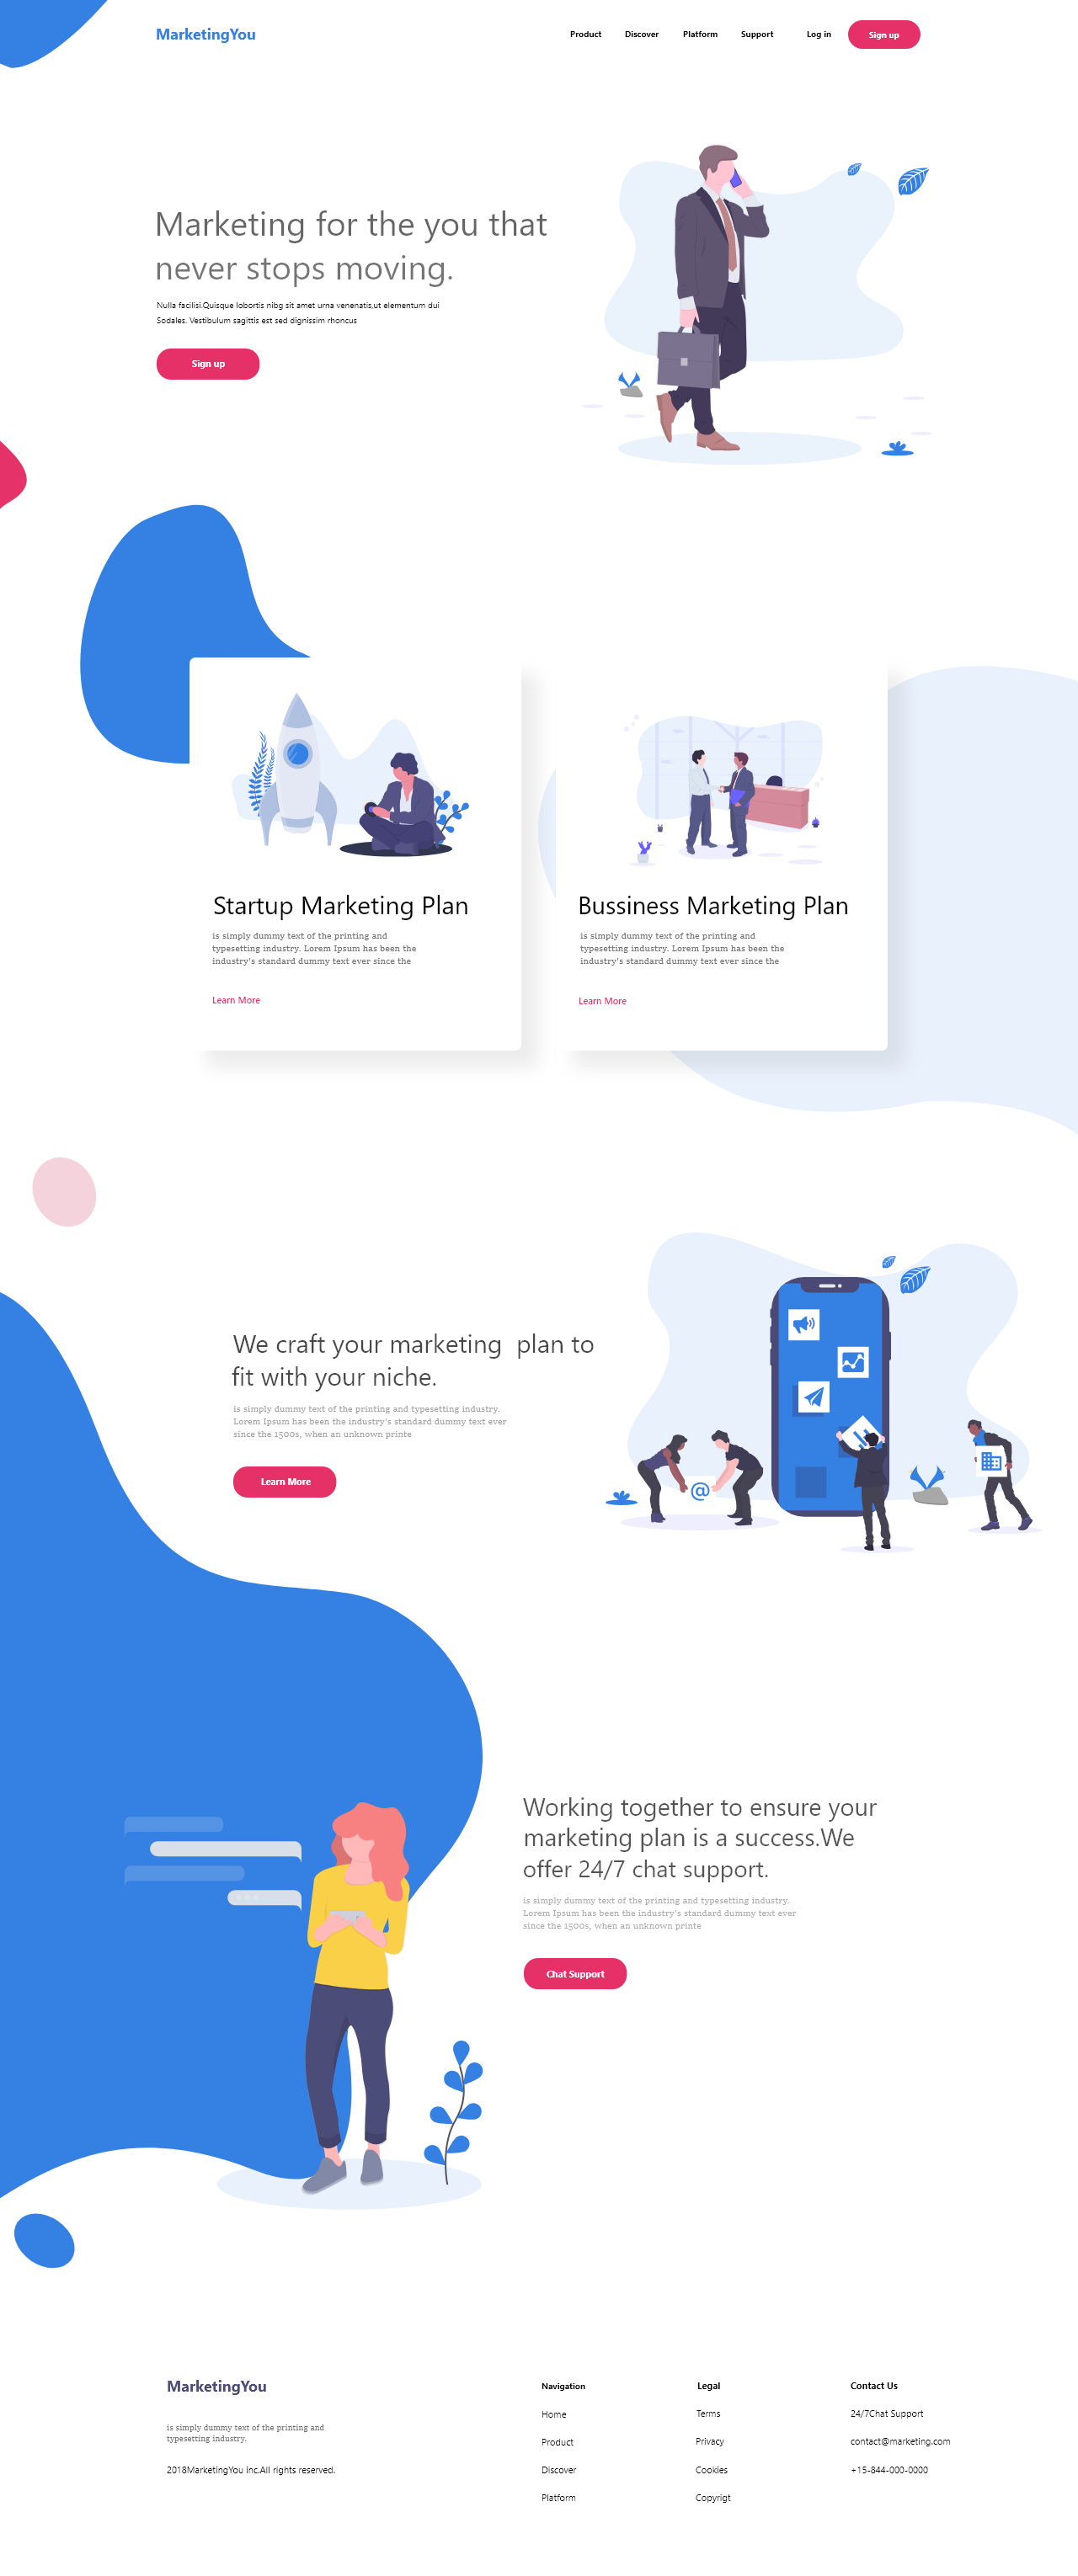 MarketingYou
Product Discover Platform Support Log in Sign up
Marketing for the you that
never stops moving.
Nulla facilisi.Quisque lobortis nibg sit amet urna venenatis,ut elementum dui
Sodales. Vestibulum sagittis est sed dignissim rhoncus
Sign up
Startup Marketing Plan
is simply dummy text of the printing and
typesetting industry. Lorem Ipsum has been the
industry's standard dummy text ever since the
Learn More
Bussiness Marketing Plan
is simply dummy text of the printing and
typesetting industry. Lorem Ipsum has been the
industry's standard dummy text ever since the
Learn More
We craft your marketing plan to
fit with your niche.
is simply dummy text of the printing and typesetting industry.
Lorem Ipsum has been the industry's standard dummy text ever
since the 1500s, when an unknown printe
Learn More
@
Working together to ensure your
marketing plan is a success.We
offer 24/7 chat support.
is simply dummy text of the printing and typesetting industry.
Lorem Ipsum has been the industry's standard dummy text ever
since the 1500s, when an unknown printe
Chat Support
MarketingYou
is simply dummy text of the printing and
typesetting industry.
2018MarketingYou inc.All rights reserved.
Navigation
Home
Product
Discover
Platform
Legal
Terms
Privacy
Cookies
Copyrigt
Contact Us
24/7Chat Support
contact@marketing.com
+15-844-000-0000